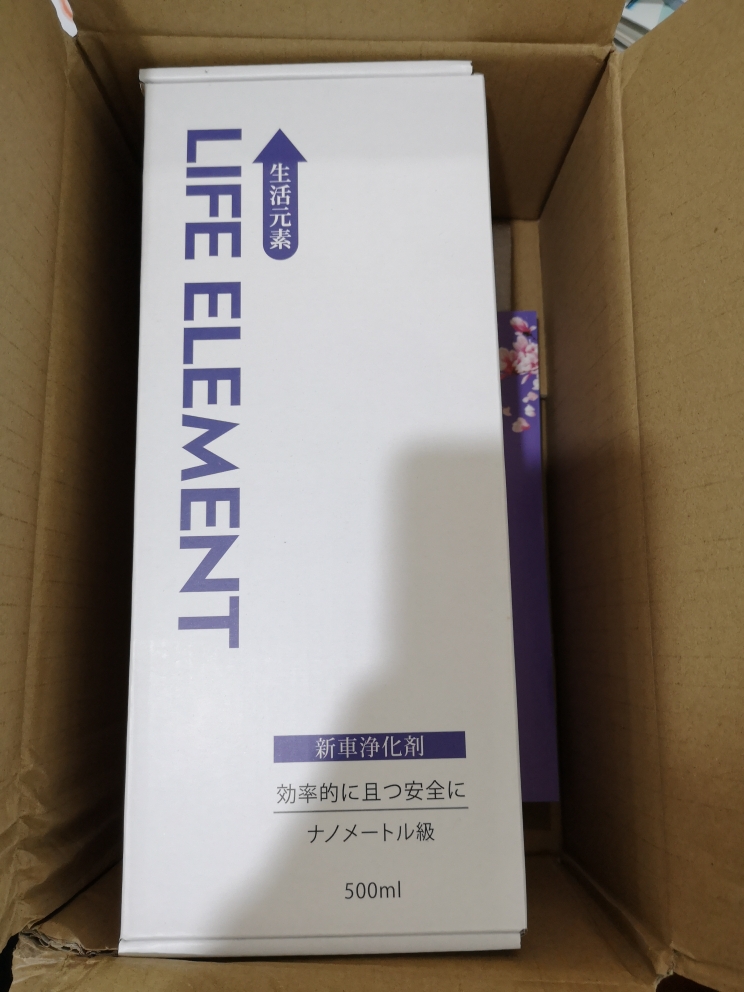 LIFE ELEMENT
生活元素
新車浄化剤
効率的に且つ安全に
ナノメートル級
500ml